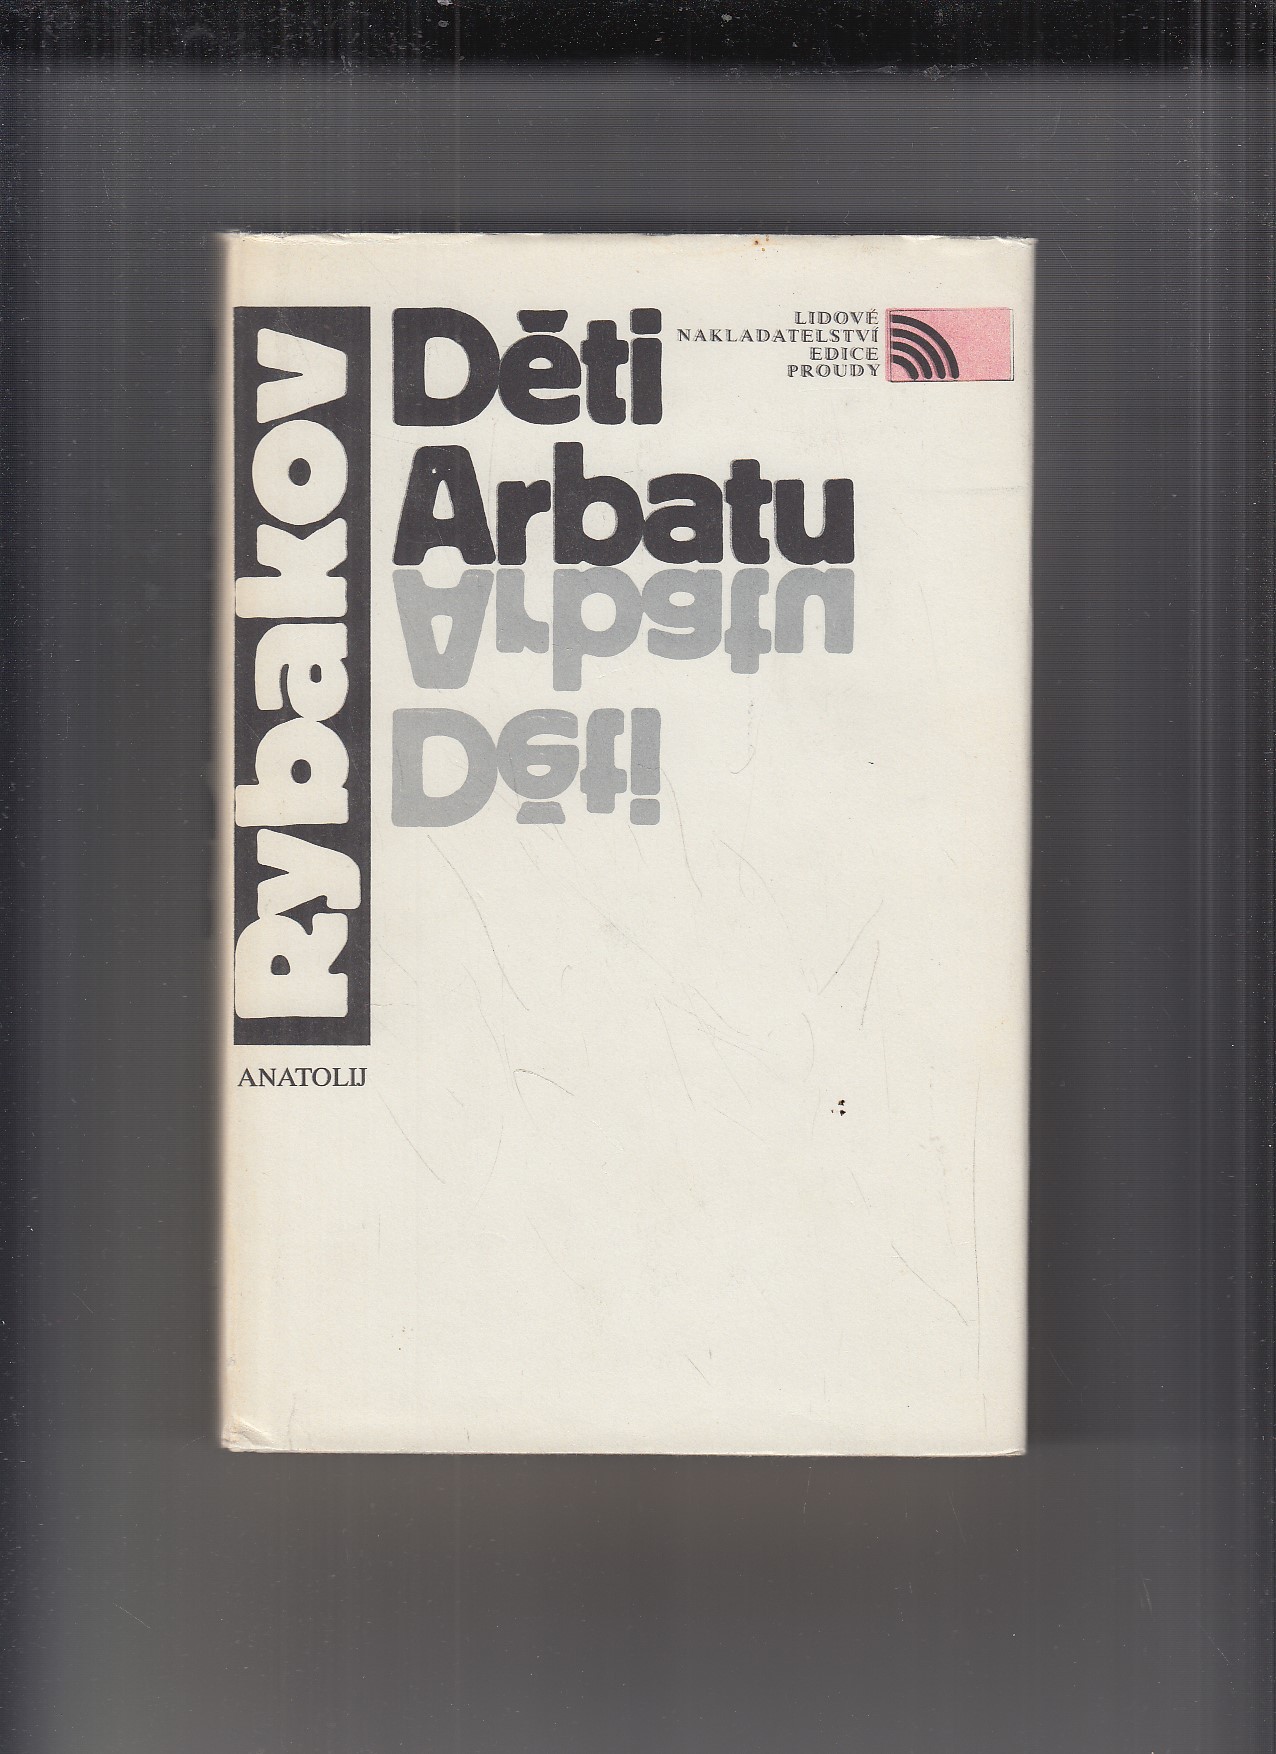 Rybakov
ANATOLIJ
Děti
Arbatu
Arbatu
Děti
LIDOVÉ
NAKLADATELSTVÍ
EDICE
PROUDY